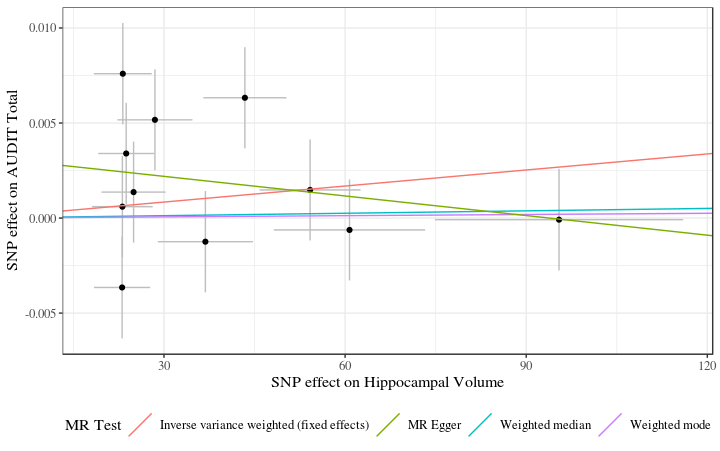 SNP effect on AUDIT Total
0.010
0.005
0.000
-0.005
30
60
90
120
SNP effect on Hippocampal Volume
MR Test
Inverse variance weighted (fixed effects)
MR Egger
Weighted median
Weighted mode